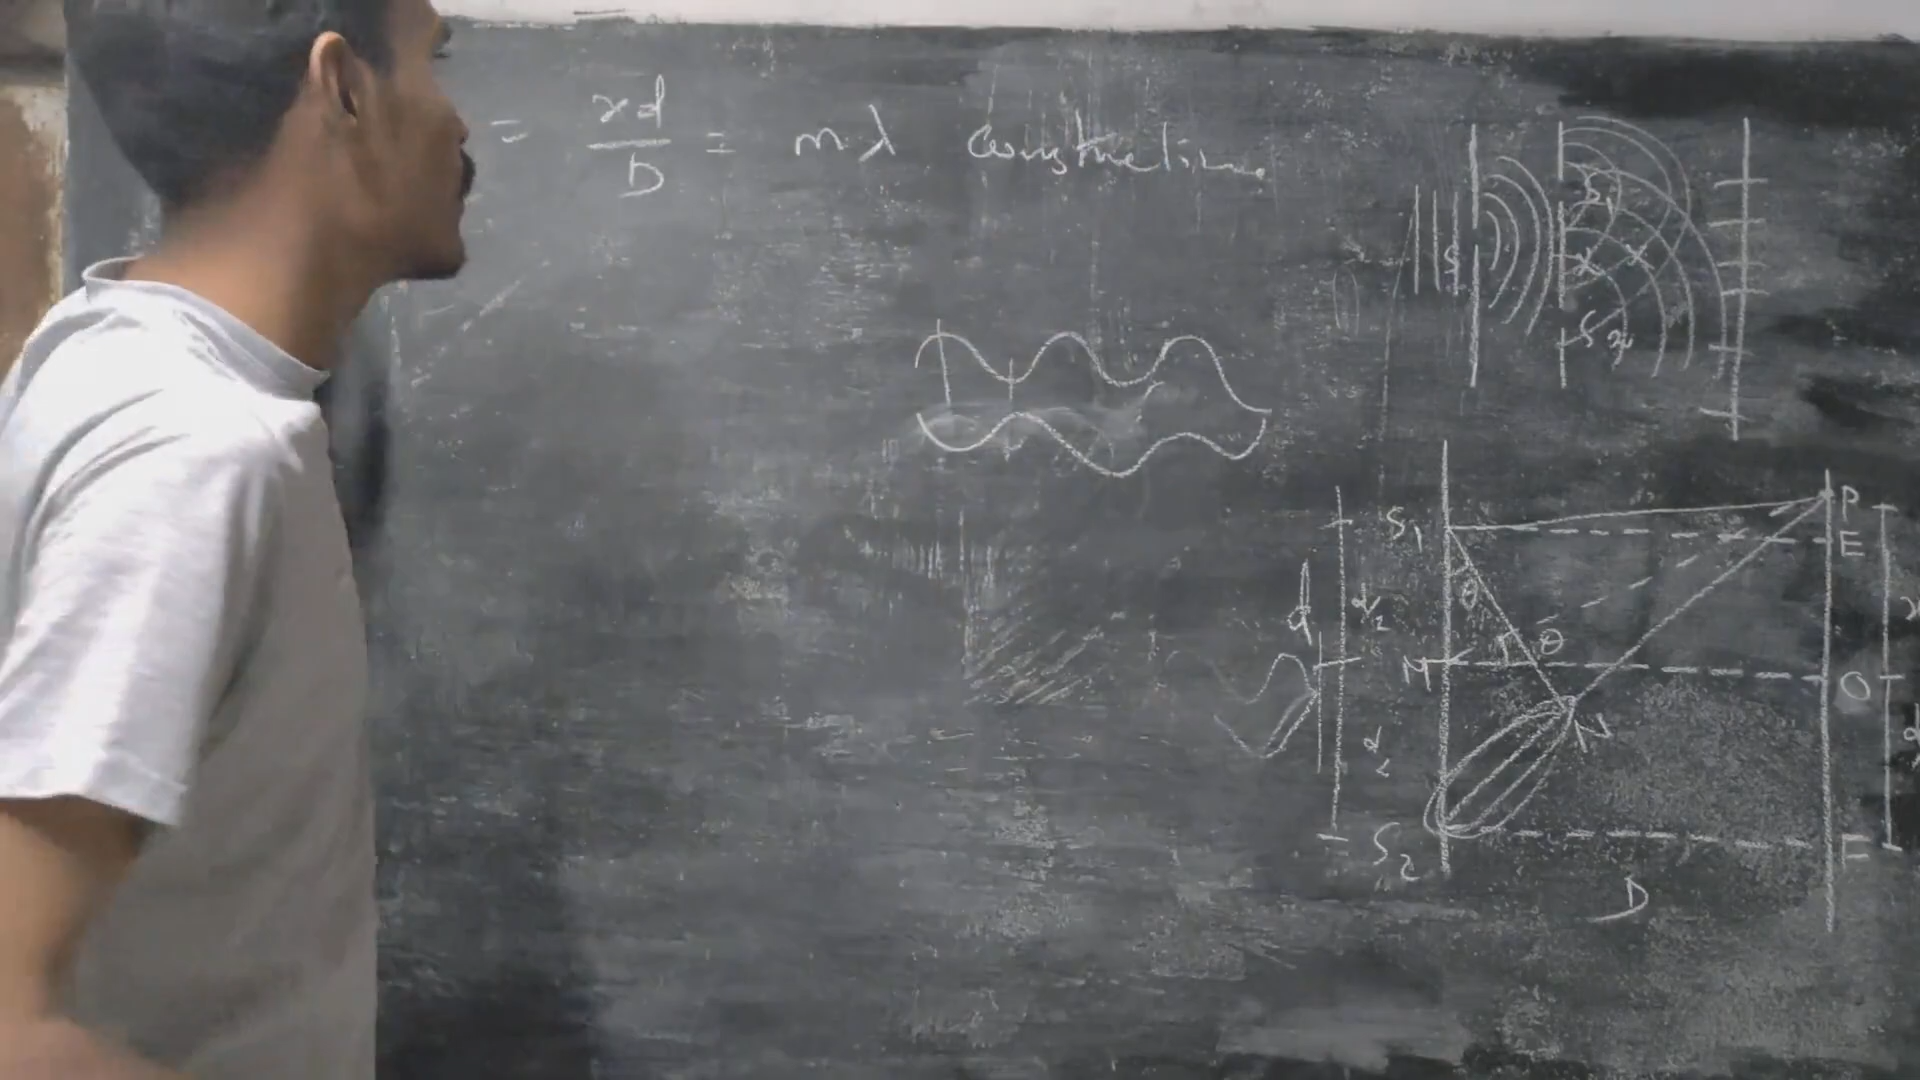 = xd/D = mλ Constructive.
S
S₁
S₂
P
S₁
E
θ
d
d/2
θ
M
O
N
d/2
S₂
F
D